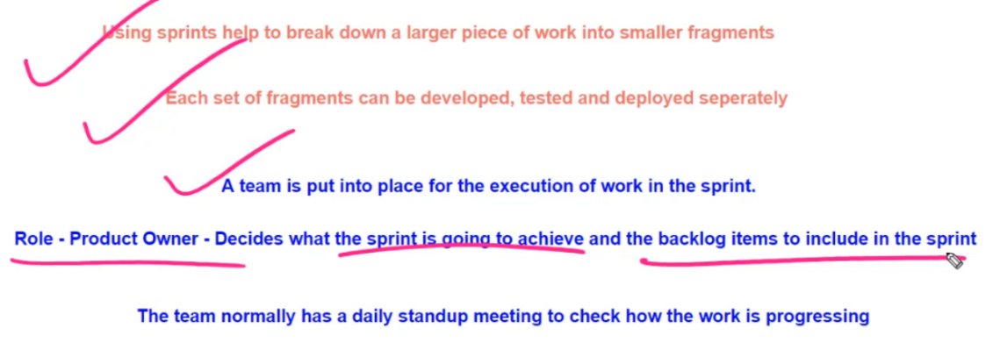 Using sprints help to break down a larger piece of work into smaller fragments
Each set of fragments can be developed, tested and deployed seperately
A team is put into place for the execution of work in the sprint.
Role - Product Owner - Decides what the sprint is going to achieve and the backlog items to include in the sprint
The team normally has a daily standup meeting to check how the work is progressing